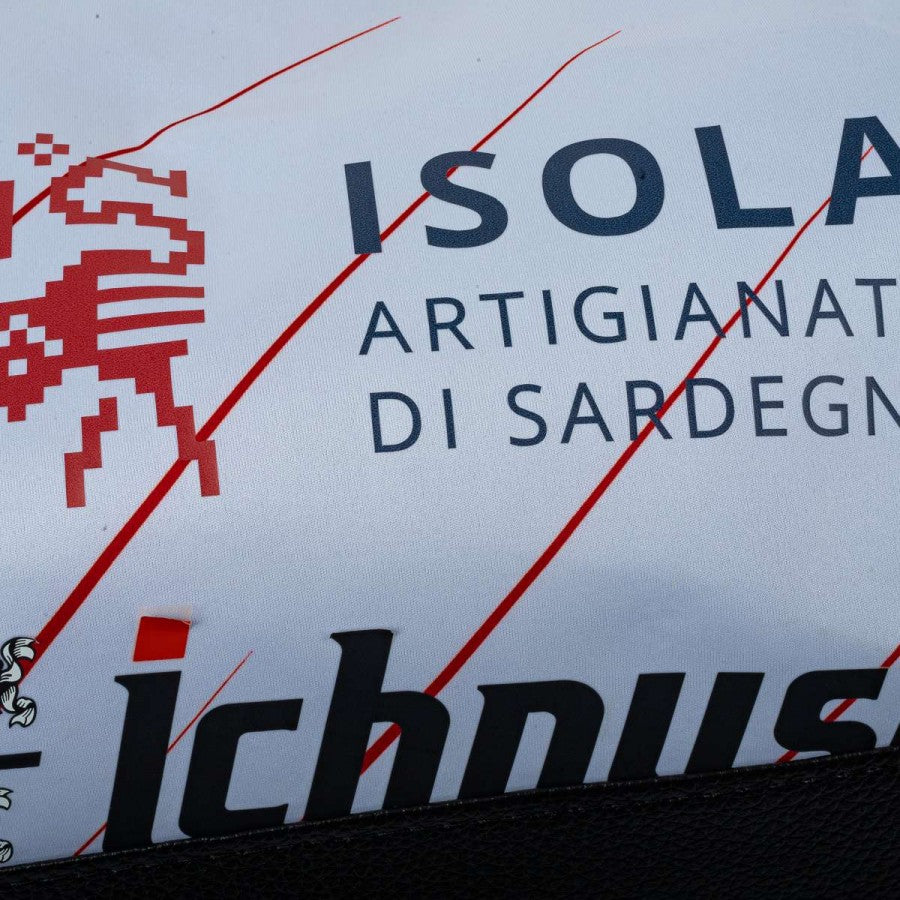 ISOLA
ARTIGIANAT
DI SARDEGN
ichnus